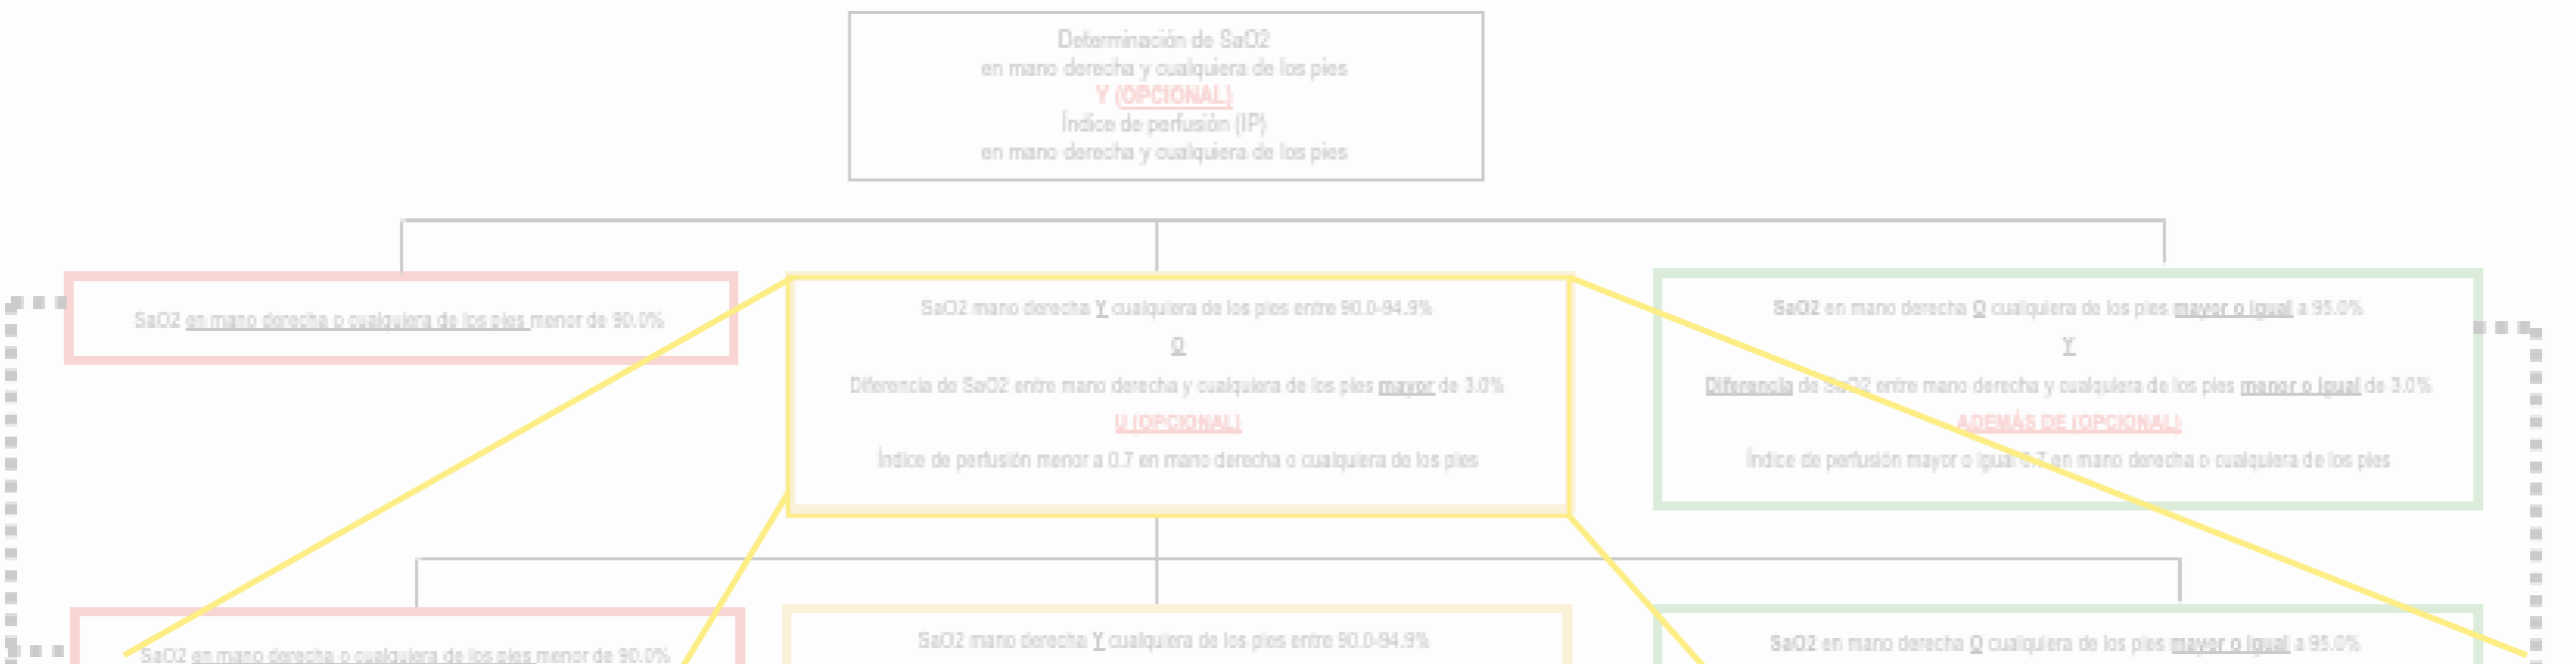 Determinación de SaO2
en mano derecha y cualquiera de los pies
Y (OPCIONAL)
Índice de perfusión (IP)
en mano derecha y cualquiera de los pies
SaO2 en mano derecha o cualquiera de los pies menor de 90.0%
SaO2 mano derecha Y cualquiera de los pies entre 90.0-94.9%
O
Diferencia de SaO2 entre mano derecha y cualquiera de los pies mayor de 3.0%
U (OPCIONAL)
Índice de perfusión menor a 0.7 en mano derecha o cualquiera de los pies
SaO2 en mano derecha O cualquiera de los pies mayor o igual a 95.0%
Y
Diferencia de SaO2 entre mano derecha y cualquiera de los pies menor o igual de 3.0%
ADEMÁS DE (OPCIONAL)
Índice de perfusión mayor o igual 0.7 en mano derecha o cualquiera de los pies
SaO2 en mano derecha o cualquiera de los pies menor de 90.0%
SaO2 mano derecha Y cualquiera de los pies entre 90.0-94.9%
SaO2 en mano derecha O cualquiera de los pies mayor o igual a 95.0%